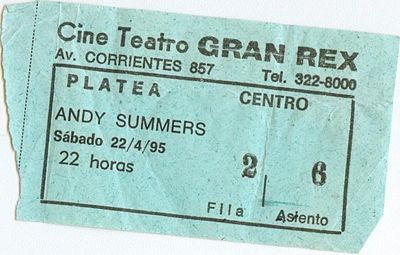 Cine Teatro GRAN REX
Av. CORRIENTES 857 Tel. 322-8000
PLATEA CENTRO
ANDY SUMMERS
Sábado 22/4/95
22 horas
2 6
Fila Asiento